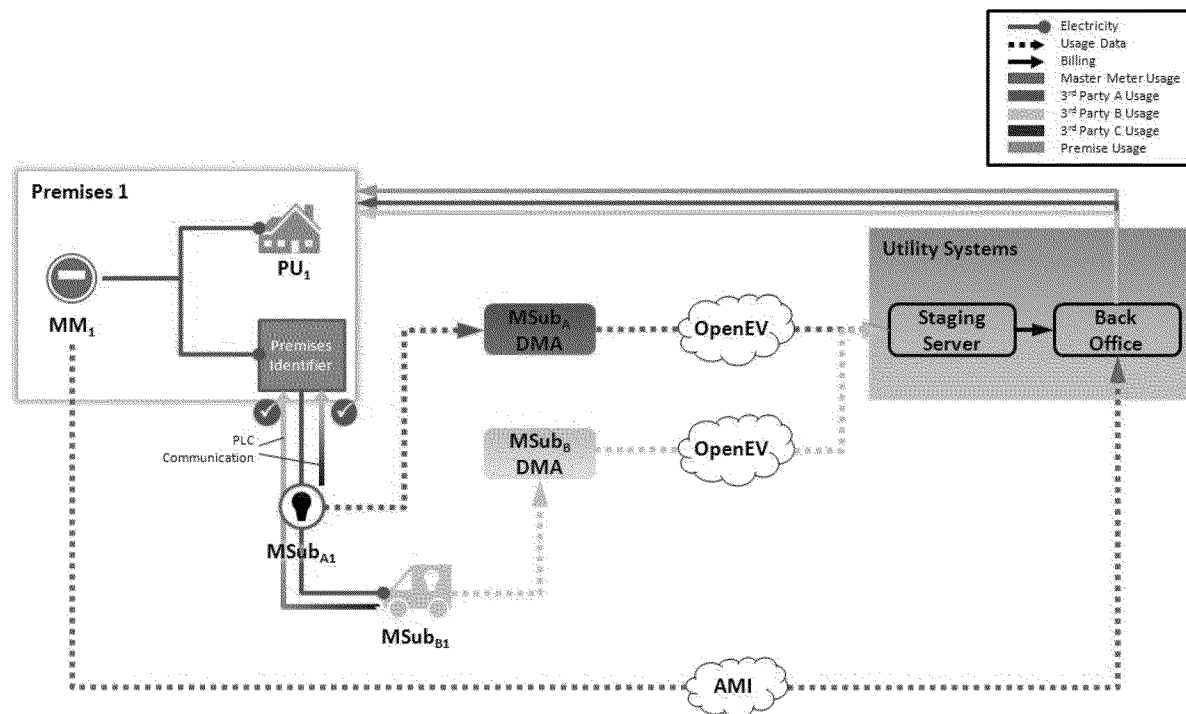 Electricity
Usage Data
Billing
Master Meter Usage
3rd Party A Usage
3rd Party B Usage
3rd Party C Usage
Premise Usage
Premises 1
PU1
MM1
Premises
Identifier
Utility Systems
MSubA
DMA
OpenEV
Staging
Server
Back
Office
PLC
Communication
MSubB
DMA
OpenEV
MSubA1
MSubB1
AMI